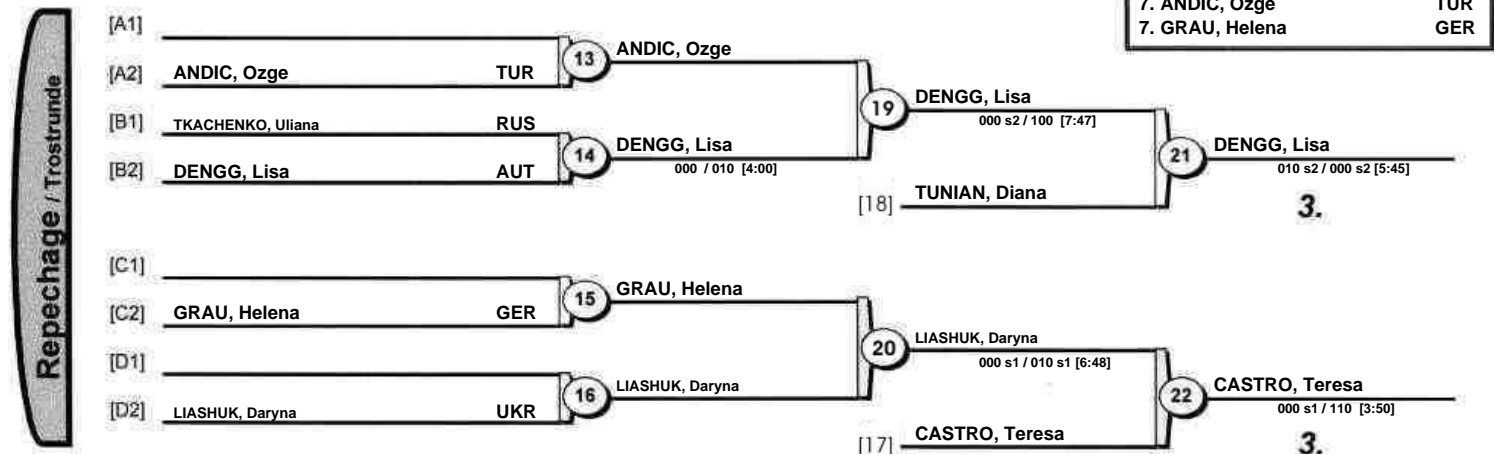 7. ANDIC, Ozge TUR
7. GRAU, Helena GER
Repechage / Trostrunde
[A1]
13 ANDIC, Ozge
[A2] ANDIC, Ozge TUR
19 DENGG, Lisa
000 s2 / 100 [7:47]
[B1] TKACHENKO, Uliana RUS
14 DENGG, Lisa
000 / 010 [4:00]
[B2] DENGG, Lisa AUT
21 DENGG, Lisa
010 s2 / 000 s2 [5:45]
[18] TUNIAN, Diana
3.
[C1]
15 GRAU, Helena
[C2] GRAU, Helena GER
20 LIASHUK, Daryna
000 s1 / 010 s1 [6:48]
[D1]
16 LIASHUK, Daryna
[D2] LIASHUK, Daryna UKR
22 CASTRO, Teresa
000 s1 / 110 [3:50]
[17] CASTRO, Teresa
3.